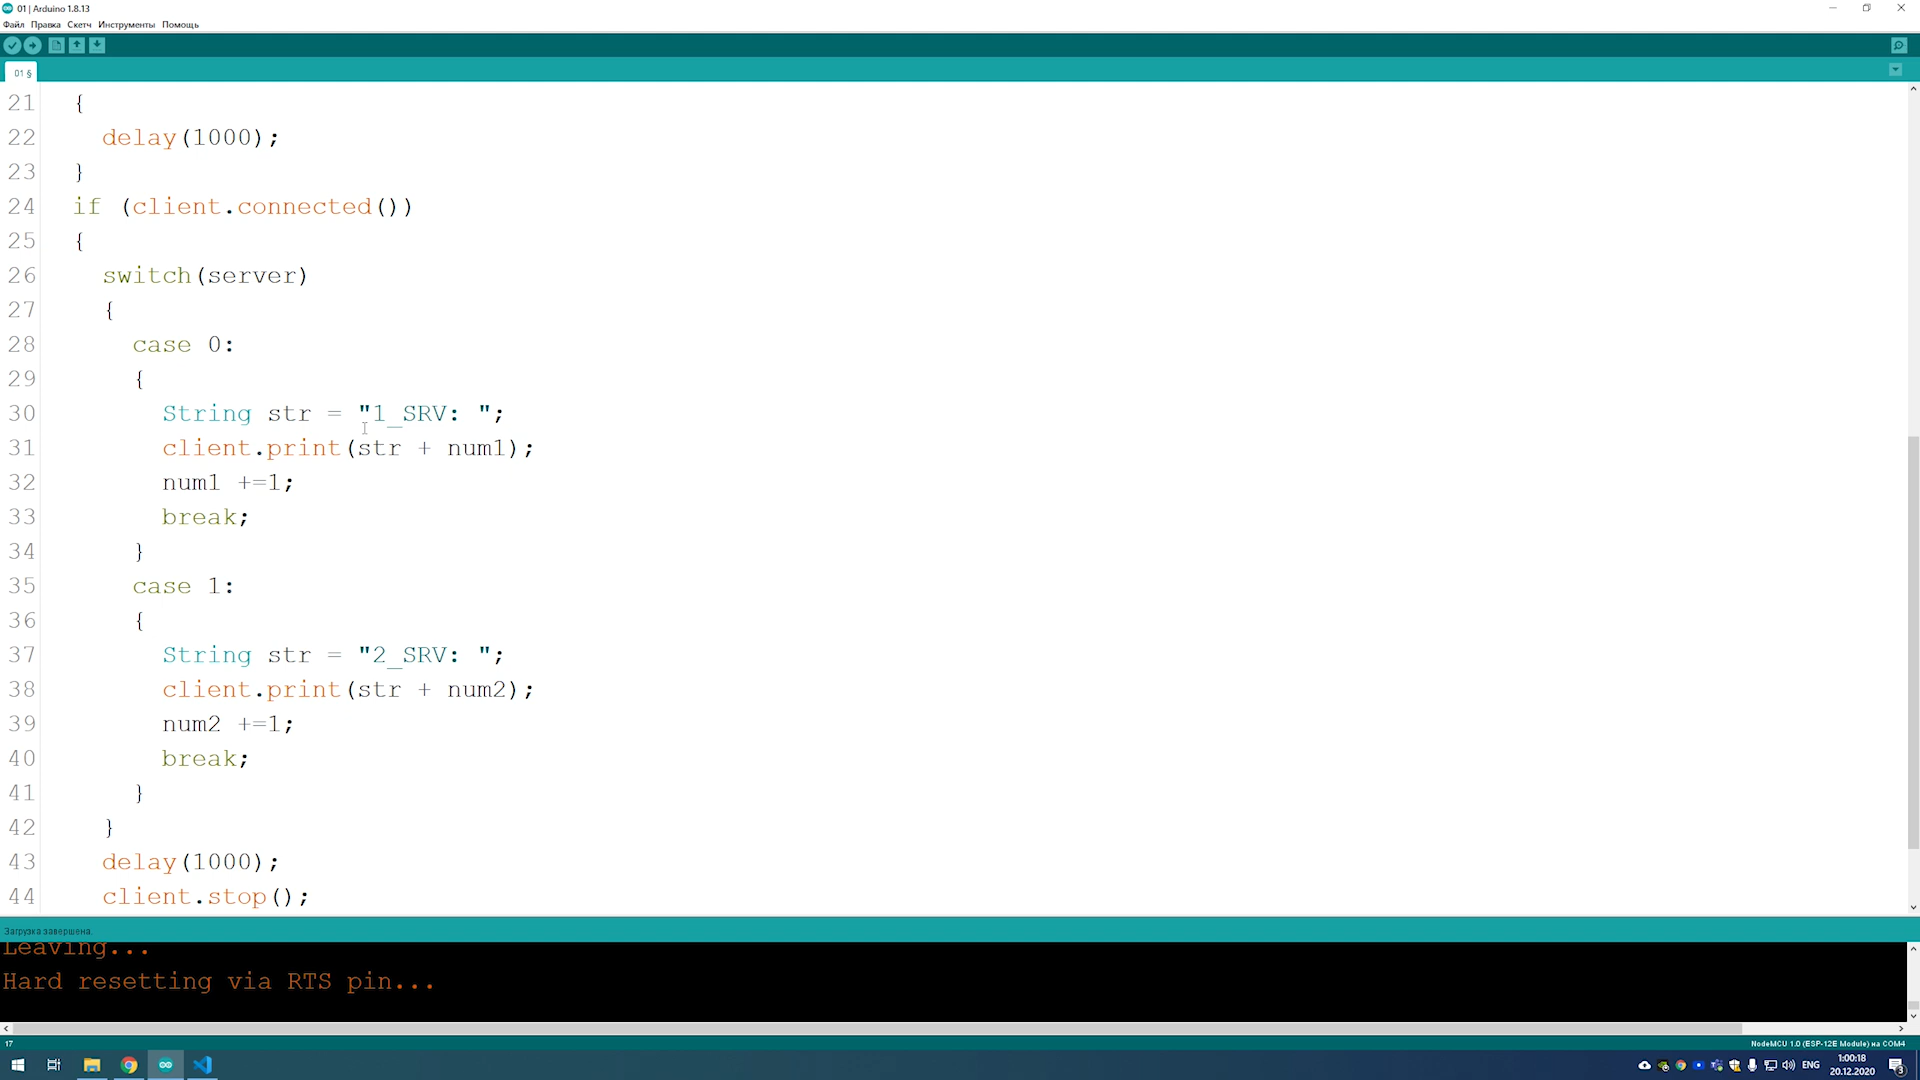 01 | Arduino 1.8.13
Файл Правка Скетч Инструменты Помощь
01 §
21 {
22 delay(1000);
23 }
24 if (client.connected())
25 {
26 switch(server)
27 {
28 case 0:
29 {
30 String str = "1_SRV: ";
31 client.print(str + num1);
32 num1 +=1;
33 break;
34 }
35 case 1:
36 {
37 String str = "2_SRV: ";
38 client.print(str + num2);
39 num2 +=1;
40 break;
41 }
42 }
43 delay(1000);
44 client.stop();
Загрузка завершена.
Leaving...
Hard resetting via RTS pin...
17 NodeMCU 1.0 (ESP-12E Module) на COM4
ENG
1:00:18
20.12.2020
3